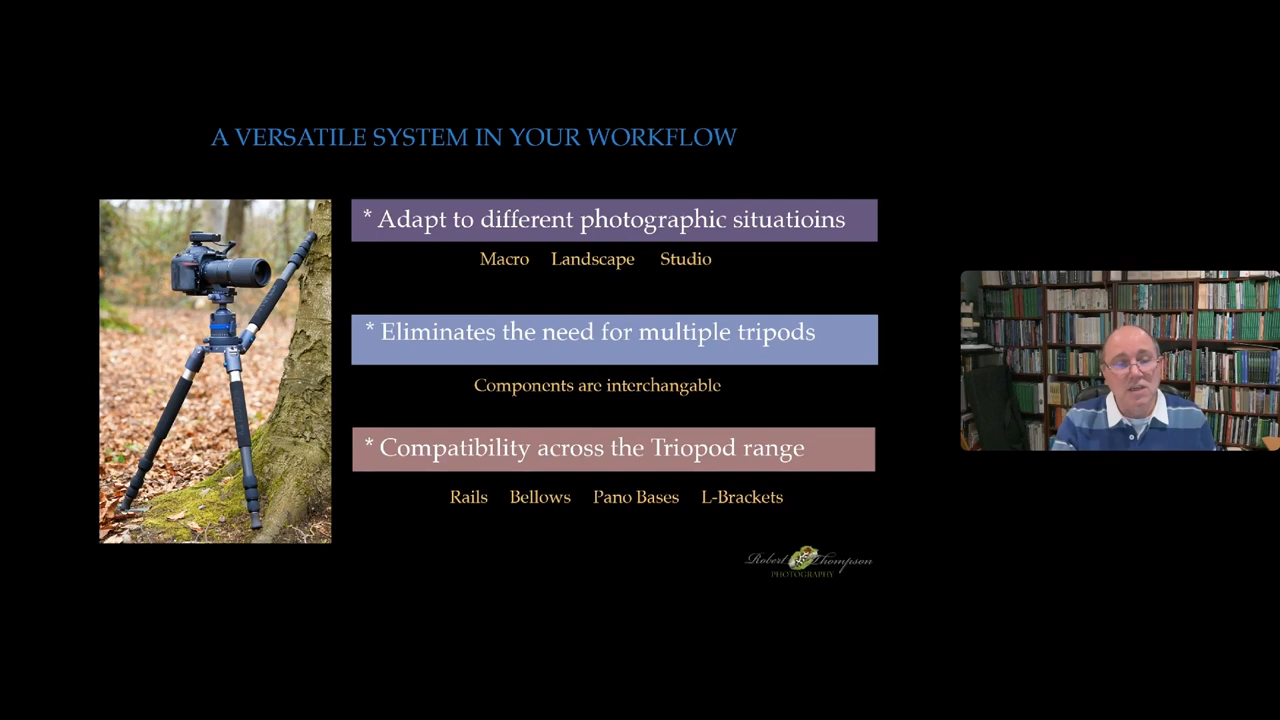 A VERSATILE SYSTEM IN YOUR WORKFLOW
* Adapt to different photographic situatioins
Macro Landscape Studio
* Eliminates the need for multiple tripods
Components are interchangable
* Compatibility across the Triopod range
Rails Bellows Pano Bases L-Brackets
Robert Thompson
PHOTOGRAPHY